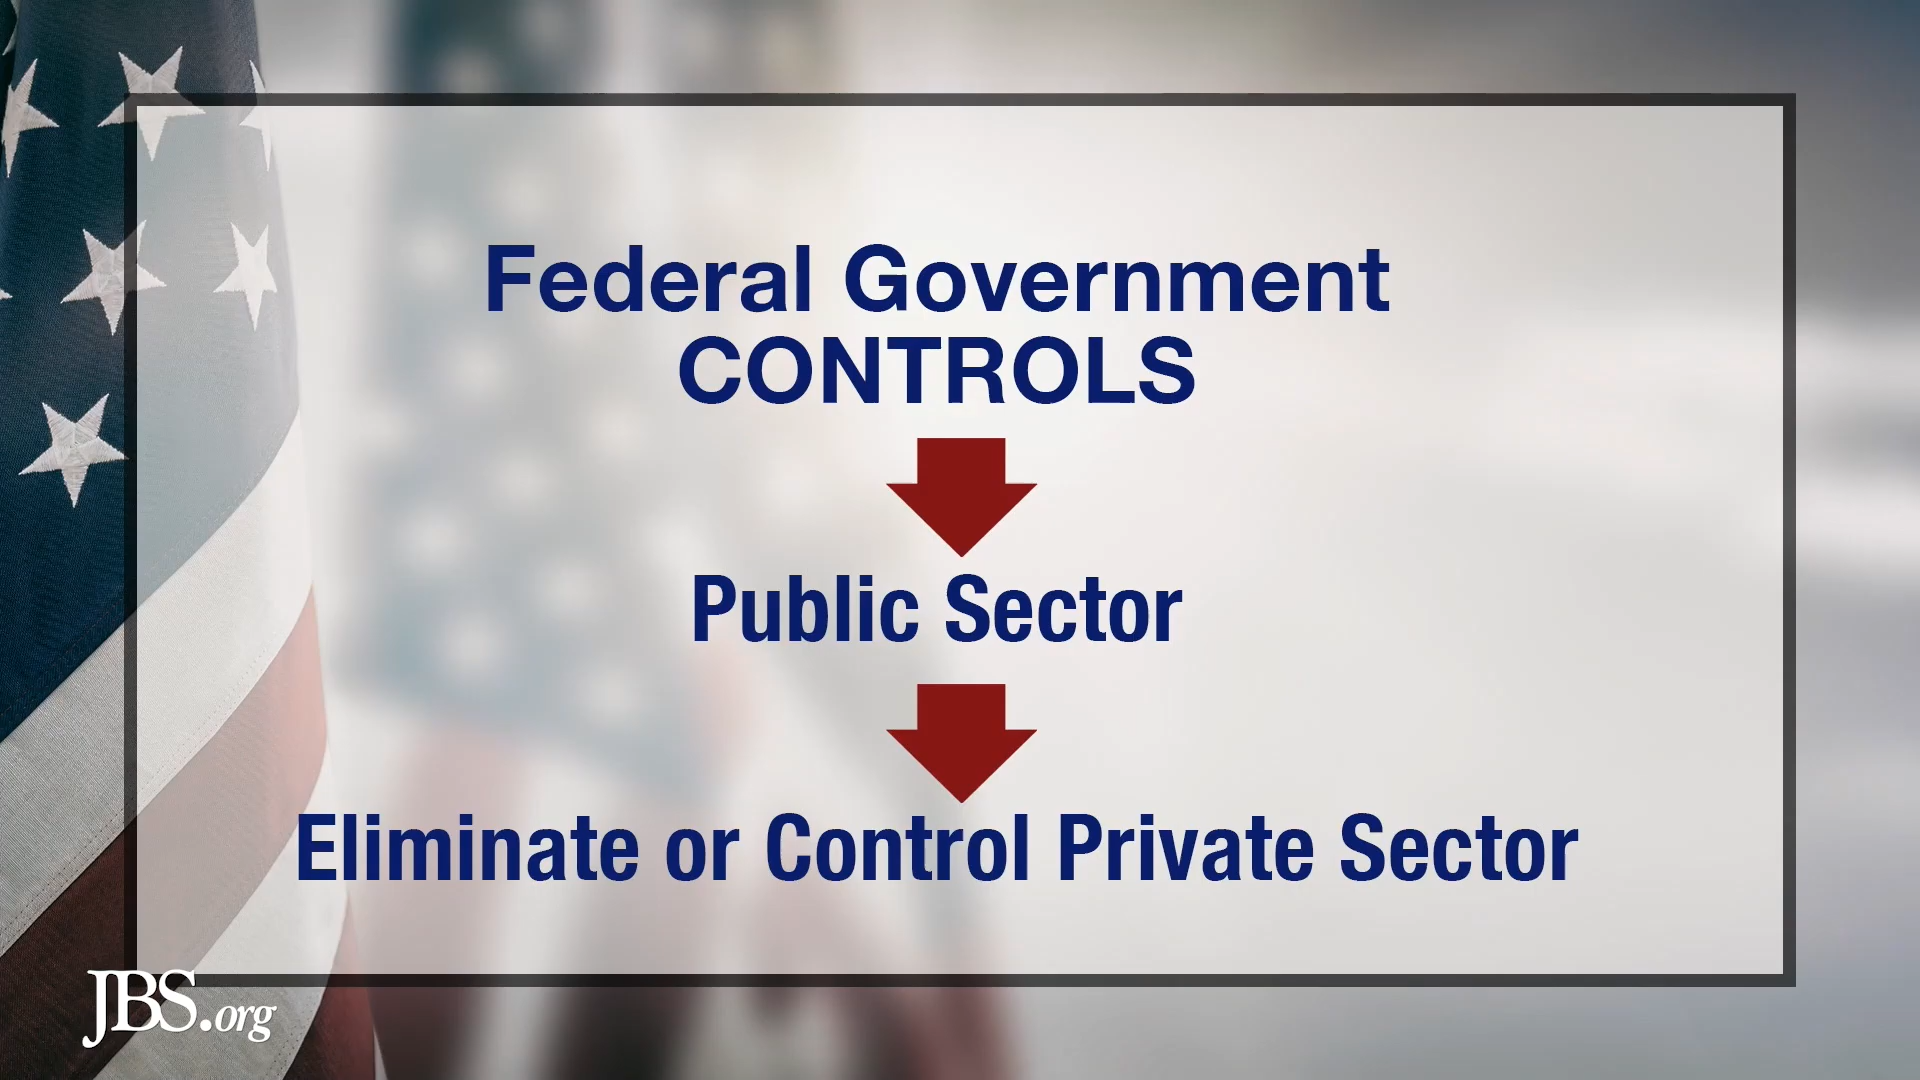 Federal Government
CONTROLS
Public Sector
Eliminate or Control Private Sector
JBS.org